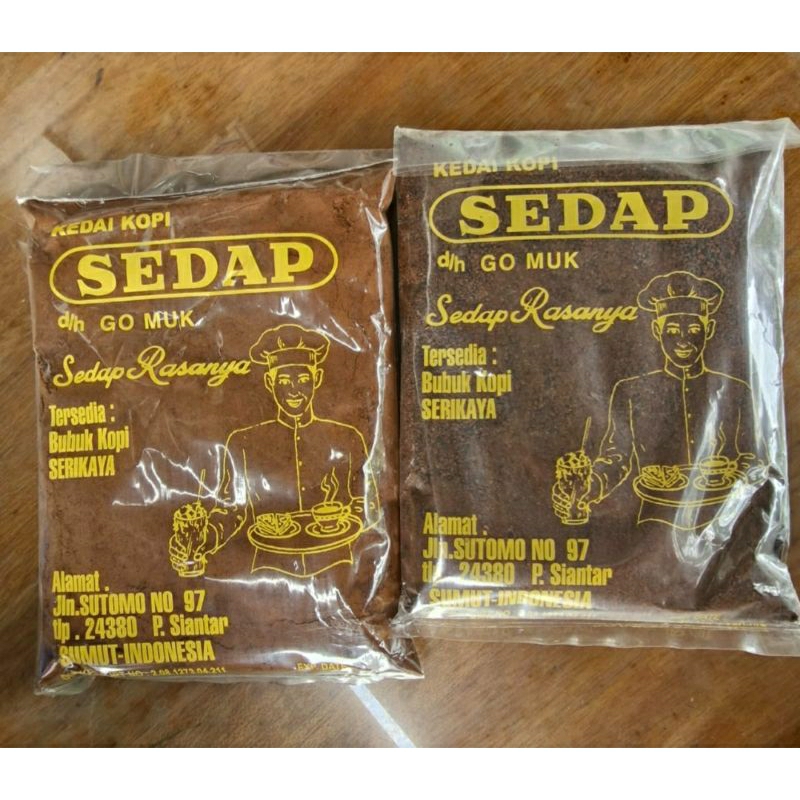 KEDAI KOPI
SEDAP
d/h GO MUK
Sedap Rasanya
Tersedia :
Bubuk Kopi
SERIKAYA
Alamat .
Jln.SUTOMO NO 97
tlp . 24380 P. Siantar
SUMUT-INDONESIA
KEDAI KOPI
SEDAP
d/h GO MUK
Sedap Rasanya
Tersedia :
Bubuk Kopi
SERIKAYA
Alamat .
Jln.SUTOMO NO 97
tlp . 24380 P. Siantar
SUMUT-INDONESIA